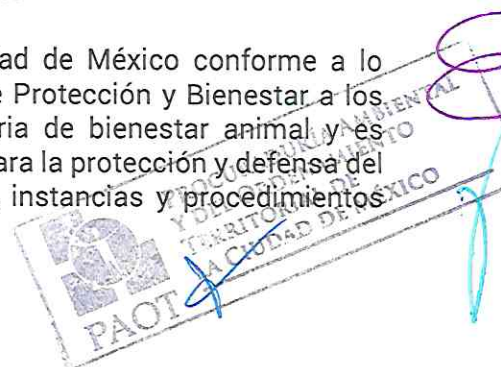 ad de México conforme a lo
e Protección y Bienestar a los
ria de bienestar animal y es
ara la protección y defensa del
instancias y procedimientos
PROCURADURÍA AMBIENTAL
Y DEL ORDENAMIENTO
TERRITORIAL DE
LA CIUDAD DE MÉXICO
PAOT